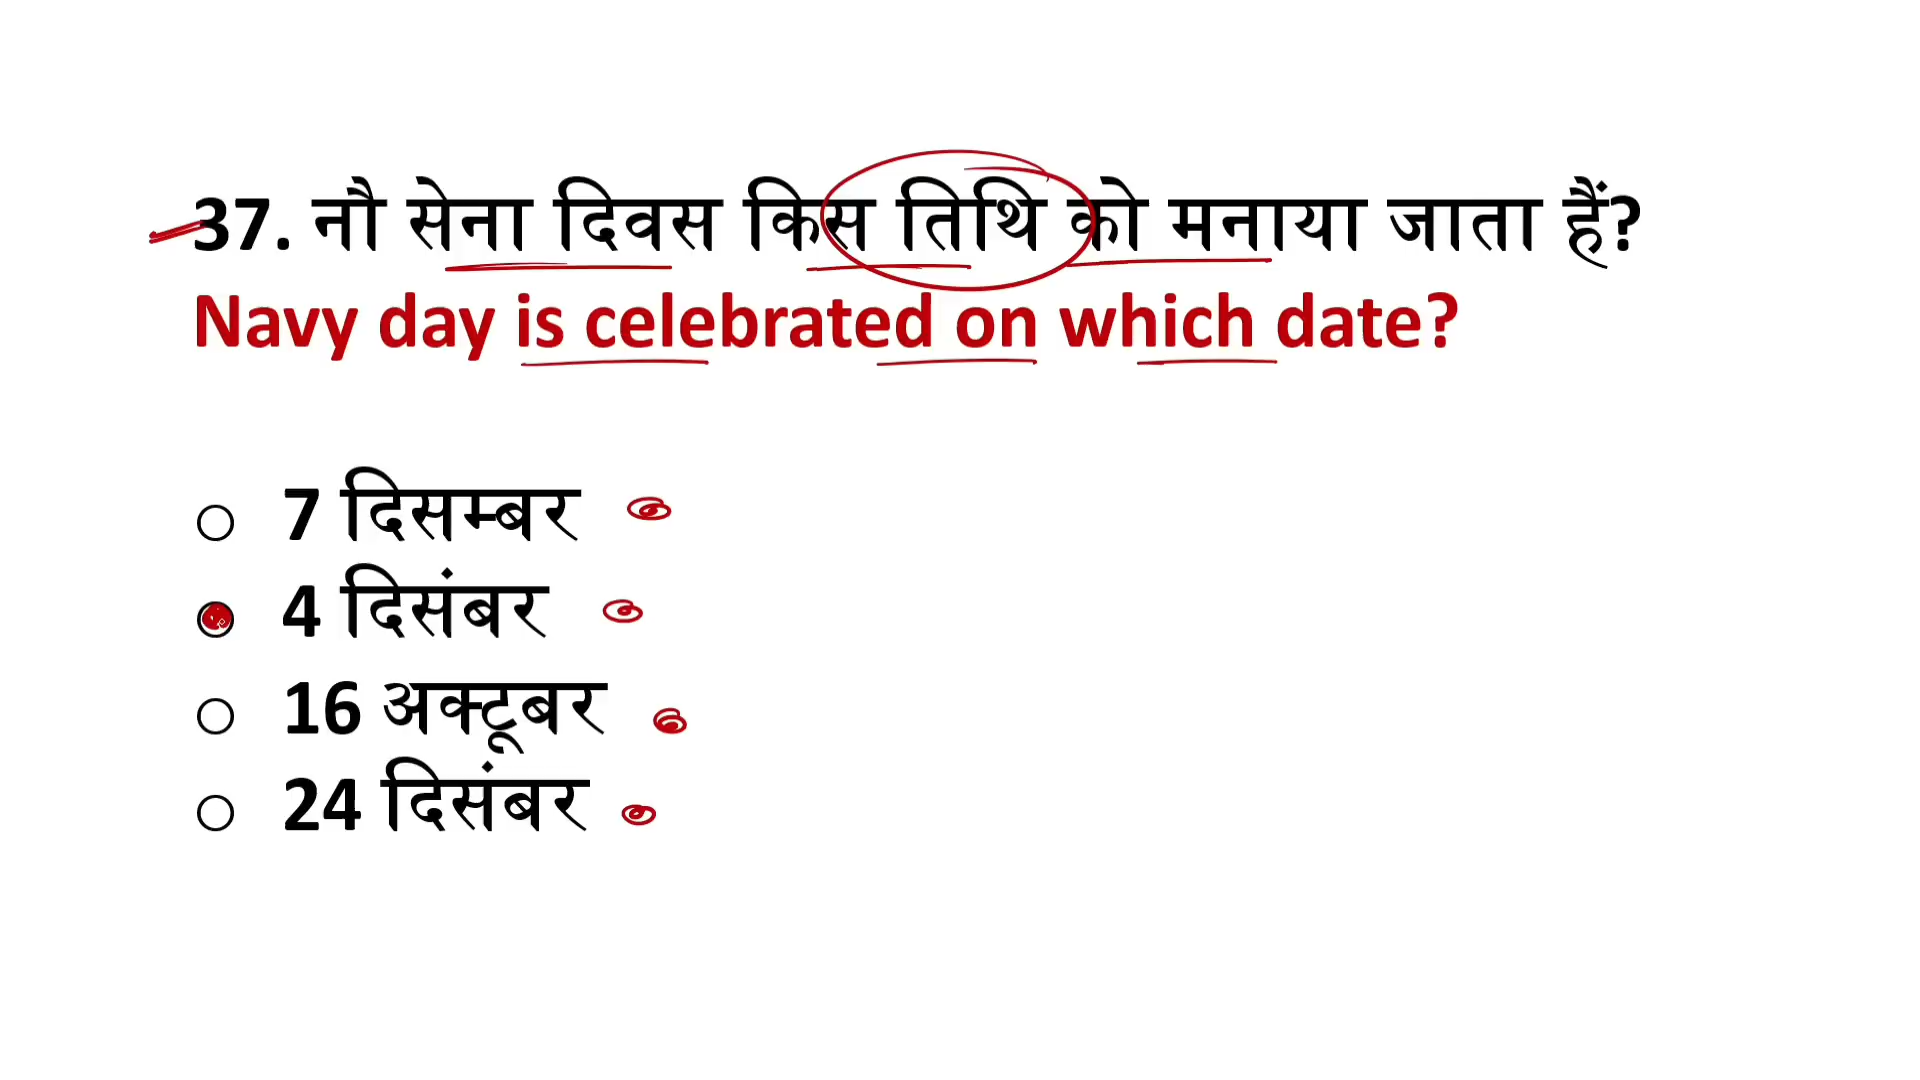 37. नौ सेना दिवस किस तिथि को मनाया जाता हैं?
Navy day is celebrated on which date?
7 दिसम्बर
4 दिसंबर
16 अक्टूबर
24 दिसंबर